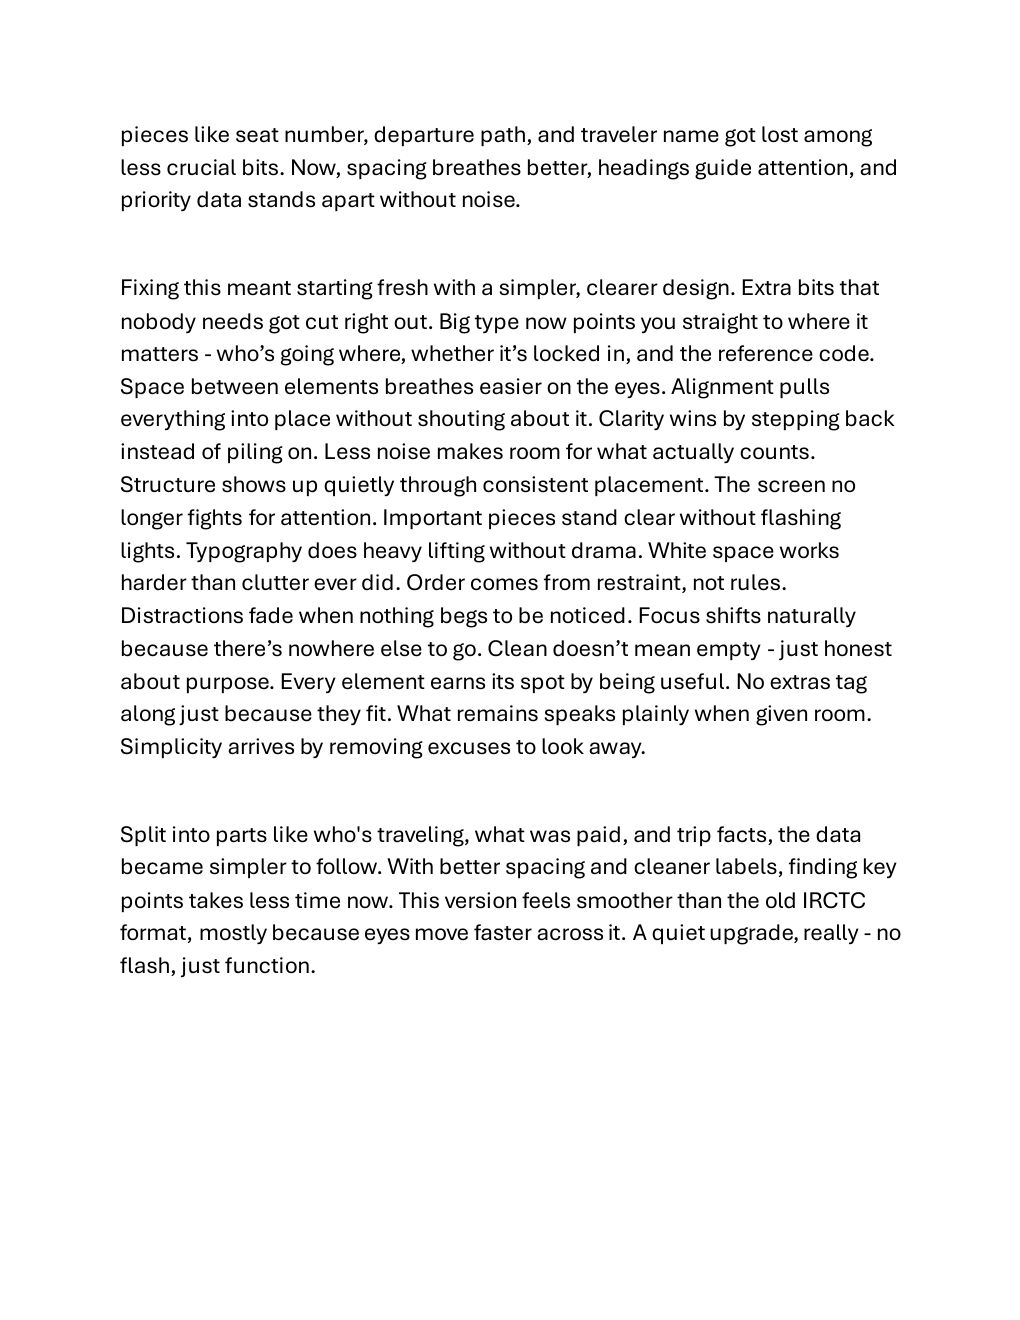 pieces like seat number, departure path, and traveler name got lost among
less crucial bits. Now, spacing breathes better, headings guide attention, and
priority data stands apart without noise.
Fixing this meant starting fresh with a simpler, clearer design. Extra bits that
nobody needs got cut right out. Big type now points you straight to where it
matters - who’s going where, whether it’s locked in, and the reference code.
Space between elements breathes easier on the eyes. Alignment pulls
everything into place without shouting about it. Clarity wins by stepping back
instead of piling on. Less noise makes room for what actually counts.
Structure shows up quietly through consistent placement. The screen no
longer fights for attention. Important pieces stand clear without flashing
lights. Typography does heavy lifting without drama. White space works
harder than clutter ever did. Order comes from restraint, not rules.
Distractions fade when nothing begs to be noticed. Focus shifts naturally
because there’s nowhere else to go. Clean doesn’t mean empty - just honest
about purpose. Every element earns its spot by being useful. No extras tag
along just because they fit. What remains speaks plainly when given room.
Simplicity arrives by removing excuses to look away.
Split into parts like who's traveling, what was paid, and trip facts, the data
became simpler to follow. With better spacing and cleaner labels, finding key
points takes less time now. This version feels smoother than the old IRCTC
format, mostly because eyes move faster across it. A quiet upgrade, really - no
flash, just function.